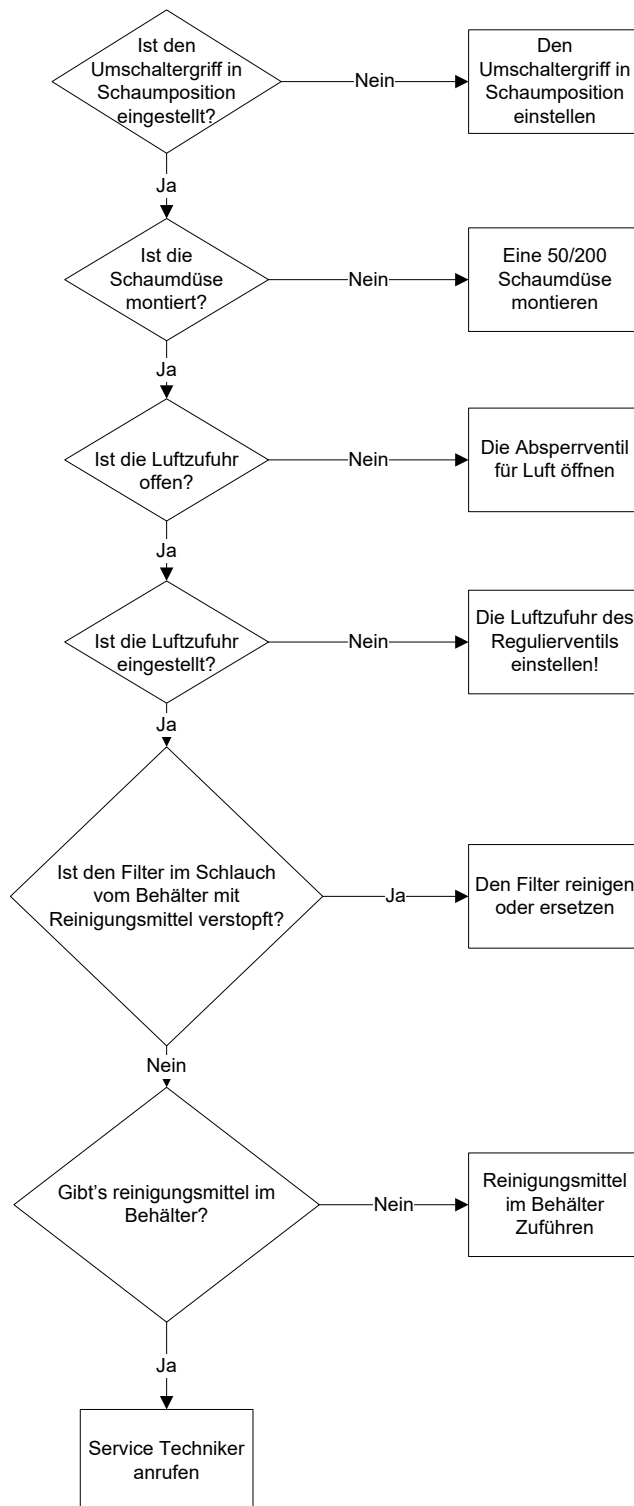 Ist den
Umschaltergriff in
Schaumposition
eingestellt?
Nein
Den
Umschaltergriff in
Schaumposition
einstellen
Ja
Ist die
Schaumdüse
montiert?
Nein
Eine 50/200
Schaumdüse
montieren
Ja
Ist die Luftzufuhr
offen?
Nein
Die Absperrventil
für Luft öffnen
Ja
Ist die Luftzufuhr
eingestellt?
Nein
Die Luftzufuhr des
Regulierventils
einstellen!
Ja
Ist den Filter im Schlauch
vom Behälter mit
Reinigungsmittel verstopft?
Ja
Den Filter reinigen
oder ersetzen
Nein
Gibt’s reinigungsmittel im
Behälter?
Nein
Reinigungsmittel
im Behälter
Zuführen
Ja
Service Techniker
anrufen